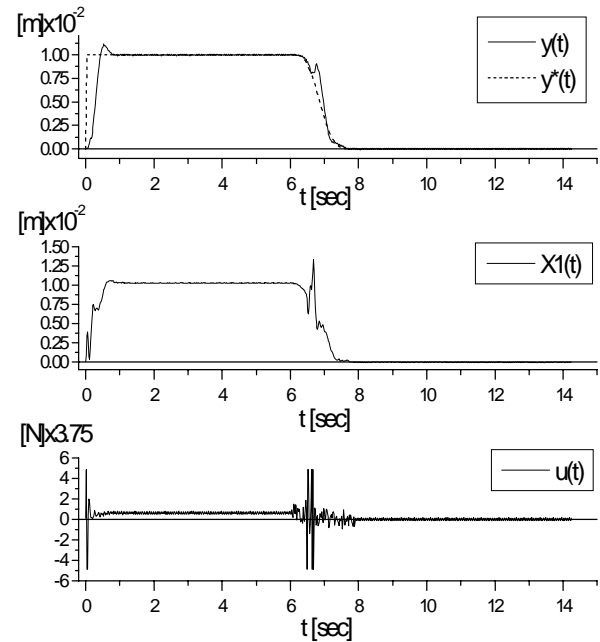 [m]x10-2
1.00
0.75
0.50
0.25
0.00
y(t)
y*(t)
0 2 4 6 8 10 12 14
t [sec]
[m]x10-2
1.50
1.25
1.00
0.75
0.50
0.25
0.00
X1(t)
0 2 4 6 8 10 12 14
t [sec]
[N]x3.75
6
4
2
0
-2
-4
-6
u(t)
0 2 4 6 8 10 12 14
t [sec]